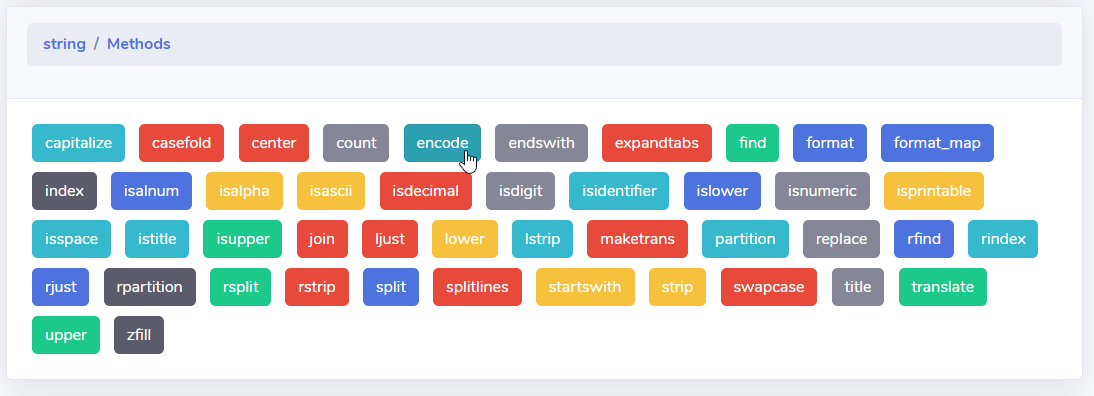 string / Methods
capitalize casefold center count encode endswith expandtabs find format format_map
index isalnum isalpha isascii isdecimal isdigit isidentifier islower isnumeric isprintable
isspace istitle isupper join ljust lower lstrip maketrans partition replace rfind rindex
rjust rpartition rsplit rstrip split splitlines startswith strip swapcase title translate
upper zfill